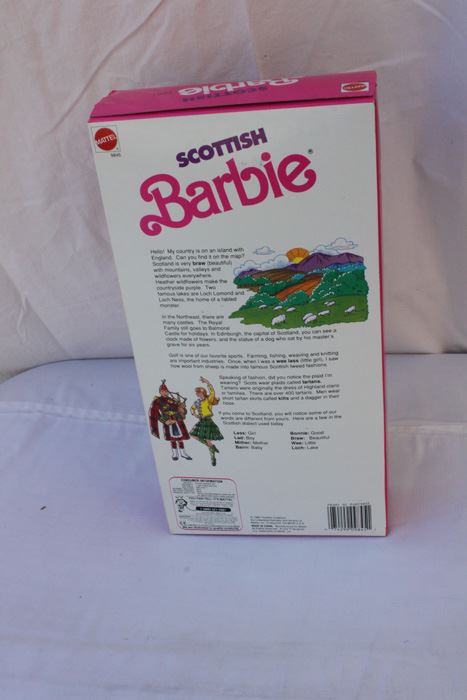 SCOTTISH
Barbie
MATTEL
MATTEL
9845
SCOTTISH
Barbie®
Hello! My country is on an island with
England. Can you find it on the map?
Scotland is very braw (beautiful)
with mountains, valleys and
wildflowers everywhere.
Heather wildflowers make the
countryside purple. Two
famous lakes are Loch Lomond and
Loch Ness, the home of a fabled
monster.
In the Northeast, there are
many castles. The Royal
Family still goes to Balmoral
Castle for holidays. In Edinburgh, the capital of Scotland, you can see a
clock made of flowers, and the statue of a dog who sat by his master's
grave for six years.
Golf is one of our favorite sports. Farming, fishing, weaving and knitting
are important industries. Once, when I was a wee lass (little girl), I saw
how wool from sheep is made into famous Scottish tweed fashions.
Speaking of fashion, did you notice the plaid I'm
wearing? Scots wear plaids called tartans.
Tartans were originally the dress of Highland clans
or families. There are over 400 tartans. Men wear
short tartan skirts called kilts and a dagger in their
hose.
If you come to Scotland, you will notice some of our
words are different from yours. Here are a few in the
Scottish dialect used today.
Lass: Girl
Lad: Boy
Mither: Mother
Bairn: Baby
Bonnie: Good
Braw: Beautiful
Wee: Little
Loch: Lake
CONSUMER INFORMATION